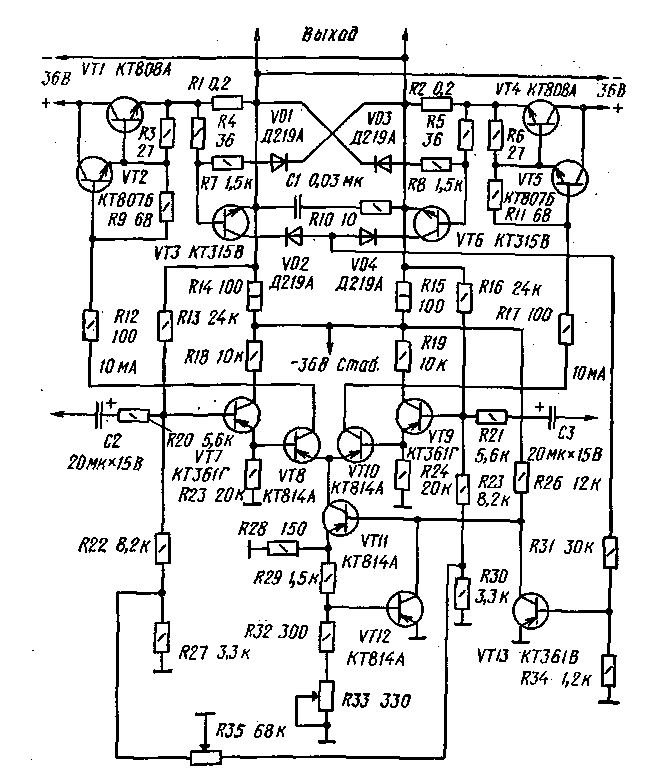 Выход
VT1 КТ808А
R1 0,2
R2 0,2
VT4 КТ808А
36В
36В
R3
27
R4
36
VD1
Д219А
VD3
Д219А
R5
36
R6
27
VT2
КТ807Б
R7 1,5к
R8 1,5к
VT5
КТ807Б
R9 68
C1 0,03 мк
R10 10
R11 68
VT3 КТ315В
VT6 КТ315В
VD2
Д219А
VD4
Д219А
R14 100
R15
100
R16 24к
R12
100
R13 24к
R17 100
R18 10к
-36В Стаб.
R19
10к
10мА
10мА
+
C2
20мк×15В
R20 5,6к
VT7
КТ361Г
R23 20к
VT8
КТ814А
VT10
КТ814А
VT9
КТ361Г
R24
20к
R21
5,6к
R23
8,2к
+
C3
20мк×15В
R26 12к
R28 150
VT11
КТ814А
R22 8,2к
R29 1,5к
R31 30к
R30
3,3к
R32 300
VT12
КТ814А
R27 3,3к
VT13 КТ361В
R34 1,2к
R33 330
R35 68к